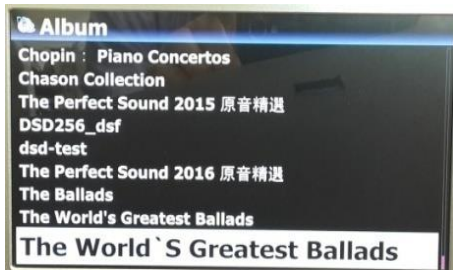 Album
Chopin : Piano Concertos
Chason Collection
The Perfect Sound 2015 原音精選
DSD256_dsf
dsd-test
The Perfect Sound 2016 原音精選
The Ballads
The World's Greatest Ballads
The World`S Greatest Ballads